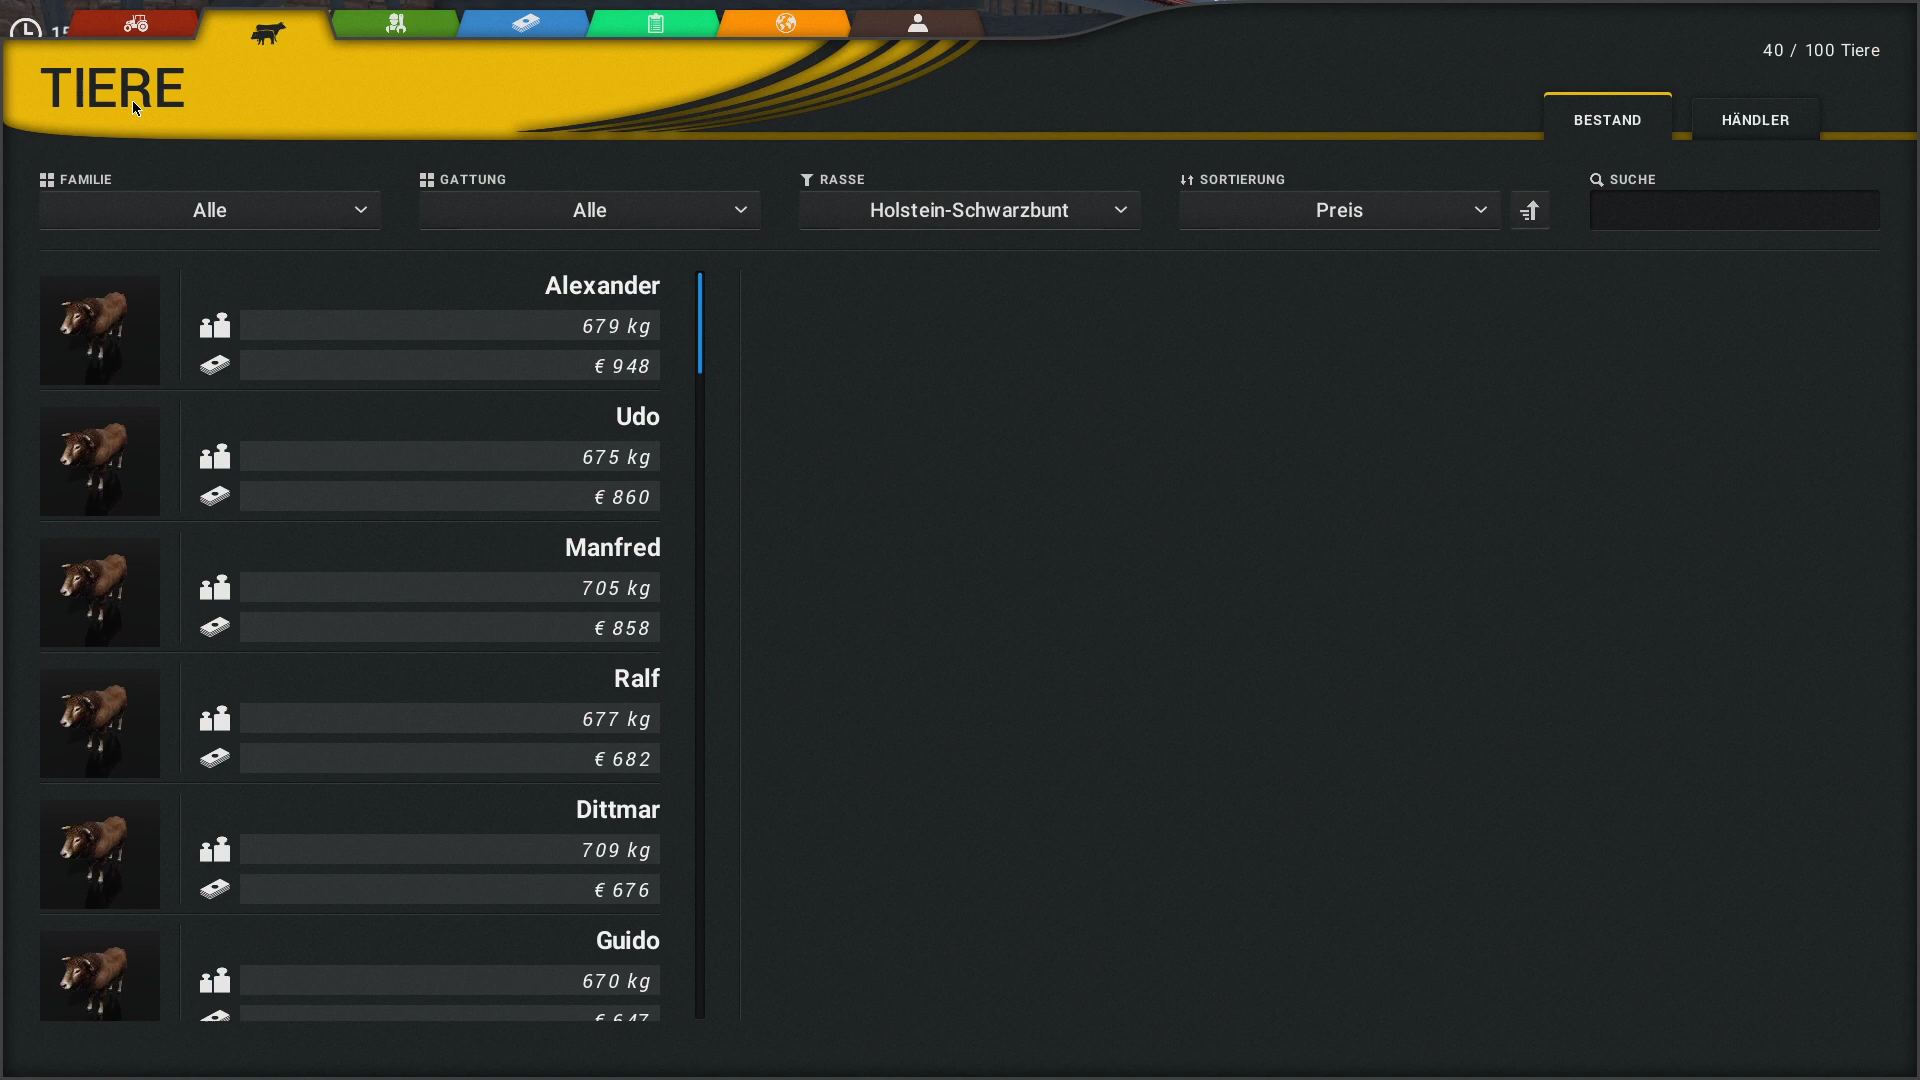 15
40 / 100 Tiere
TIERE
BESTAND
HÄNDLER
FAMILIE
GATTUNG
RASSE
SORTIERUNG
SUCHE
Alle
Alle
Holstein-Schwarzbunt
Preis
Alexander
679 kg
€ 948
Udo
675 kg
€ 860
Manfred
705 kg
€ 858
Ralf
677 kg
€ 682
Dittmar
709 kg
€ 676
Guido
670 kg
€ 647